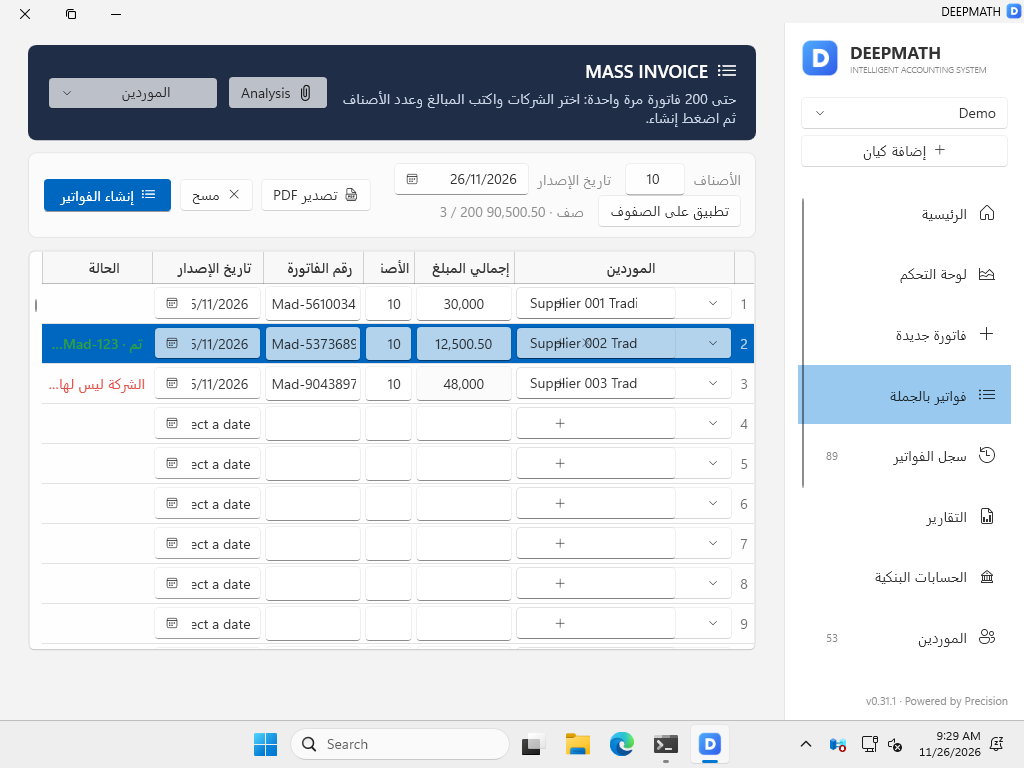 DEEPMATH
DEEPMATH
INTELLIGENT ACCOUNTING SYSTEM
Demo
إضافة كيان
الرئيسية
لوحة التحكم
فاتورة جديدة
فواتير بالجملة
سجل الفواتير 89
التقارير
الحسابات البنكية
الموردين 53
v0.31.1 · Powered by Precision
MASS INVOICE
حتى 200 فاتورة مرة واحدة: اختر الشركات واكتب المبالغ وعدد الأصناف
ثم اضغط إنشاء.
Analysis
الموردين
الأصناف 10 تاريخ الإصدار 26/11/2026
تطبيق على الصفوف
3 / 200 صف · 90,500.50
تصدير PDF
مسح
إنشاء الفواتير
الموردين إجمالي المبلغ الأصن رقم الفاتورة تاريخ الإصدار الحالة
1 Supplier 001 Tradi 30,000 10 Mad-5610034 5/11/2026
2 Supplier 002 Trad 12,500.50 10 Mad-5373689 5/11/2026 تم · Mad-123...
3 Supplier 003 Trad 48,000 10 Mad-9043897 5/11/2026 الشركة ليس لها...
4 ect a date
5 ect a date
6 ect a date
7 ect a date
8 ect a date
9 ect a date
Search
9:29 AM
11/26/2026